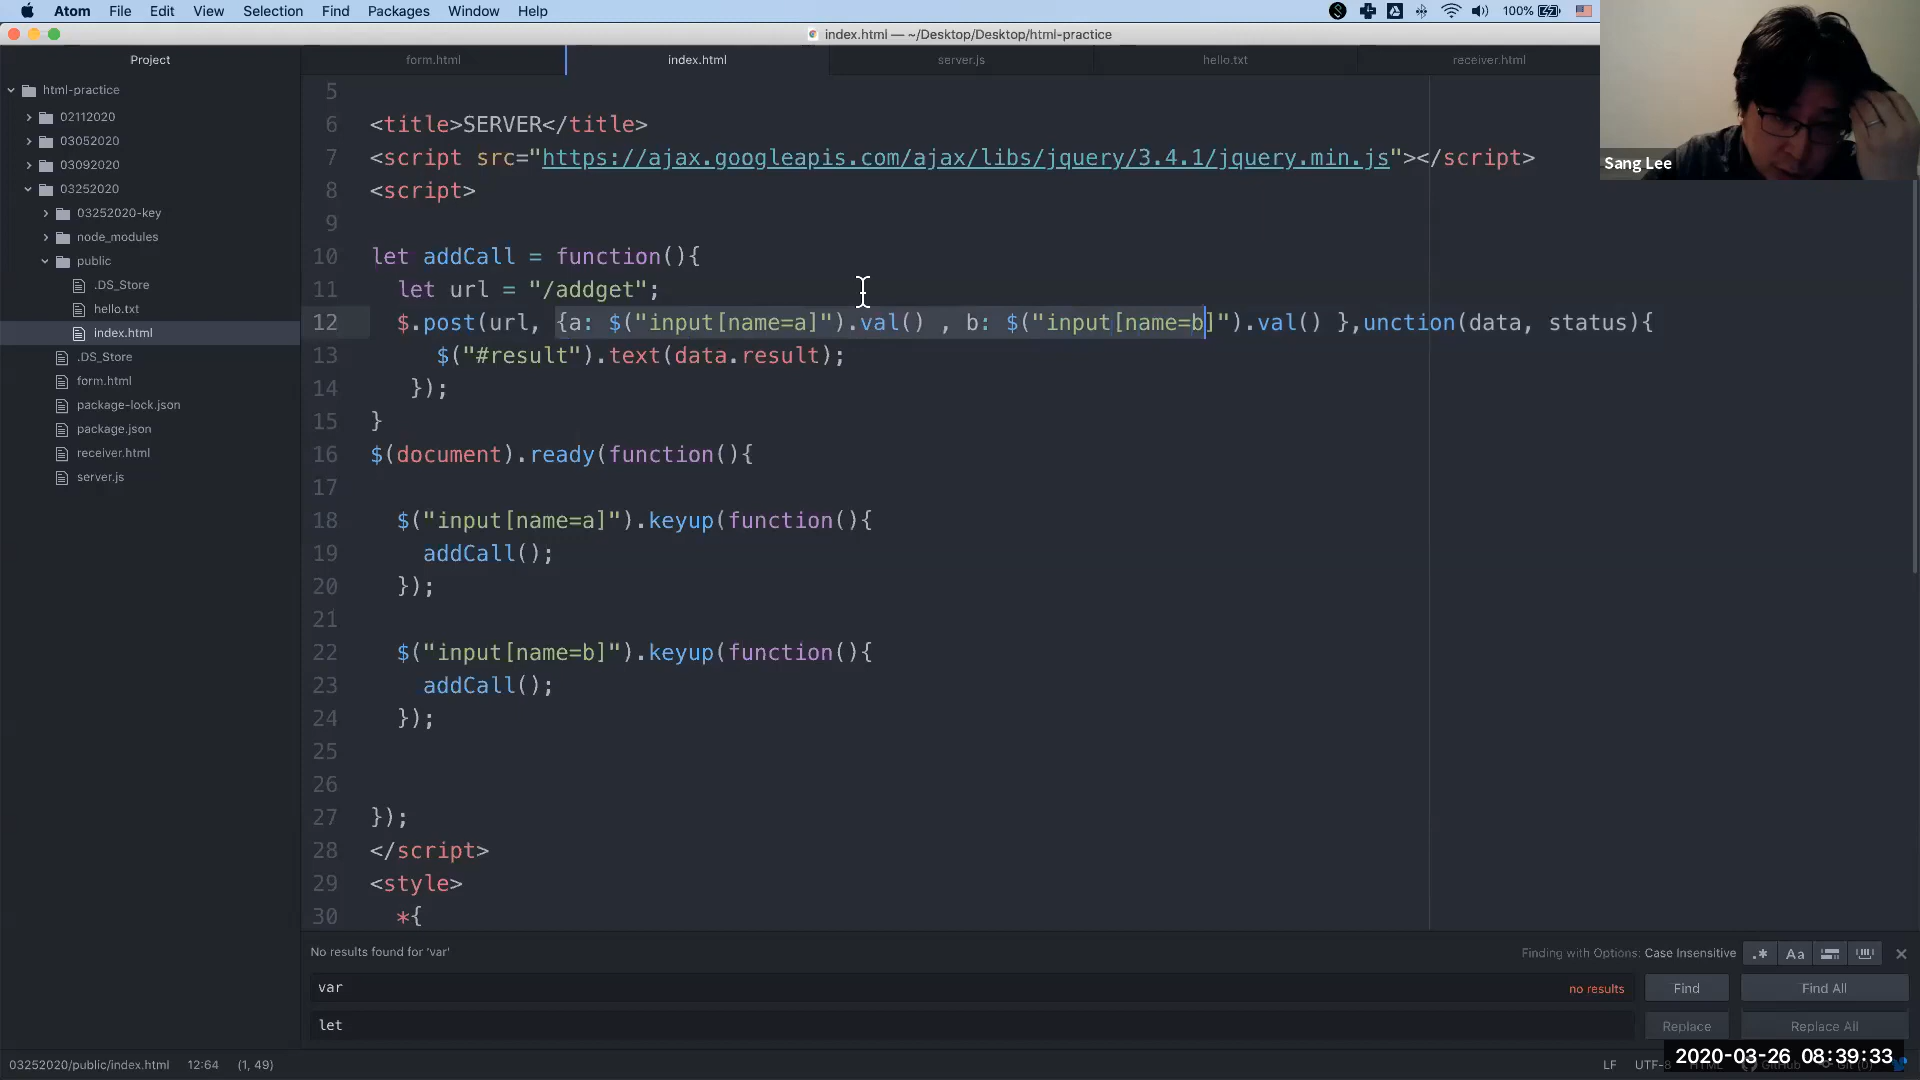 Atom File Edit View Selection Find Packages Window Help
100%
index.html — ~/Desktop/Desktop/html-practice
Project
form.html
index.html
server.js
hello.txt
receiver.html
html-practice
02112020
03052020
03092020
03252020
03252020-key
node_modules
public
.DS_Store
hello.txt
index.html
.DS_Store
form.html
package-lock.json
package.json
receiver.html
server.js
5
6 <title>SERVER</title>
7 <script src="https://ajax.googleapis.com/ajax/libs/jquery/3.4.1/jquery.min.js"></script>
8 <script>
9
10 let addCall = function(){
11 let url = "/addget";
12 $.post(url, {a: $("input[name=a]").val() , b: $("input[name=b]").val() },unction(data, status){
13 $("#result").text(data.result);
14 });
15 }
16 $(document).ready(function(){
17
18 $("input[name=a]").keyup(function(){
19 addCall();
20 });
21
22 $("input[name=b]").keyup(function(){
23 addCall();
24 });
25
26
27 });
28 </script>
29 <style>
30 *{
Sang Lee
No results found for 'var'
Finding with Options: Case Insensitive
.* Aa
var
no results
Find
Find All
let
Replace
Replace All
03252020/public/index.html 12:64 (1, 49)
LF UTF-8
2020-03-26 08:39:33